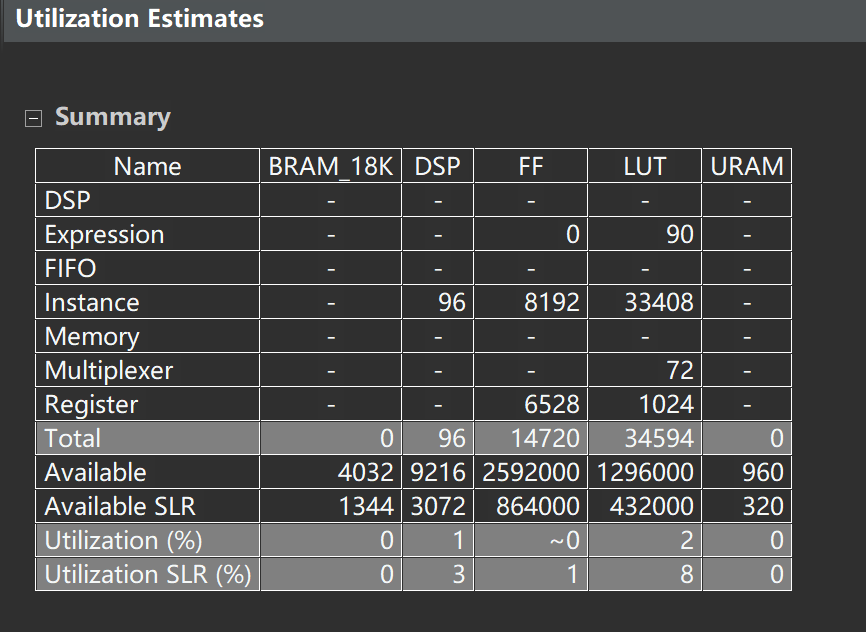 Utilization Estimates
Summary
Name BRAM_18K DSP FF LUT URAM
DSP - - - - -
Expression - - 0 90 -
FIFO - - - - -
Instance - 96 8192 33408 -
Memory - - - - -
Multiplexer - - - 72 -
Register - - 6528 1024 -
Total 0 96 14720 34594 0
Available 4032 9216 2592000 1296000 960
Available SLR 1344 3072 864000 432000 320
Utilization (%) 0 1 ~0 2 0
Utilization SLR (%) 0 3 1 8 0